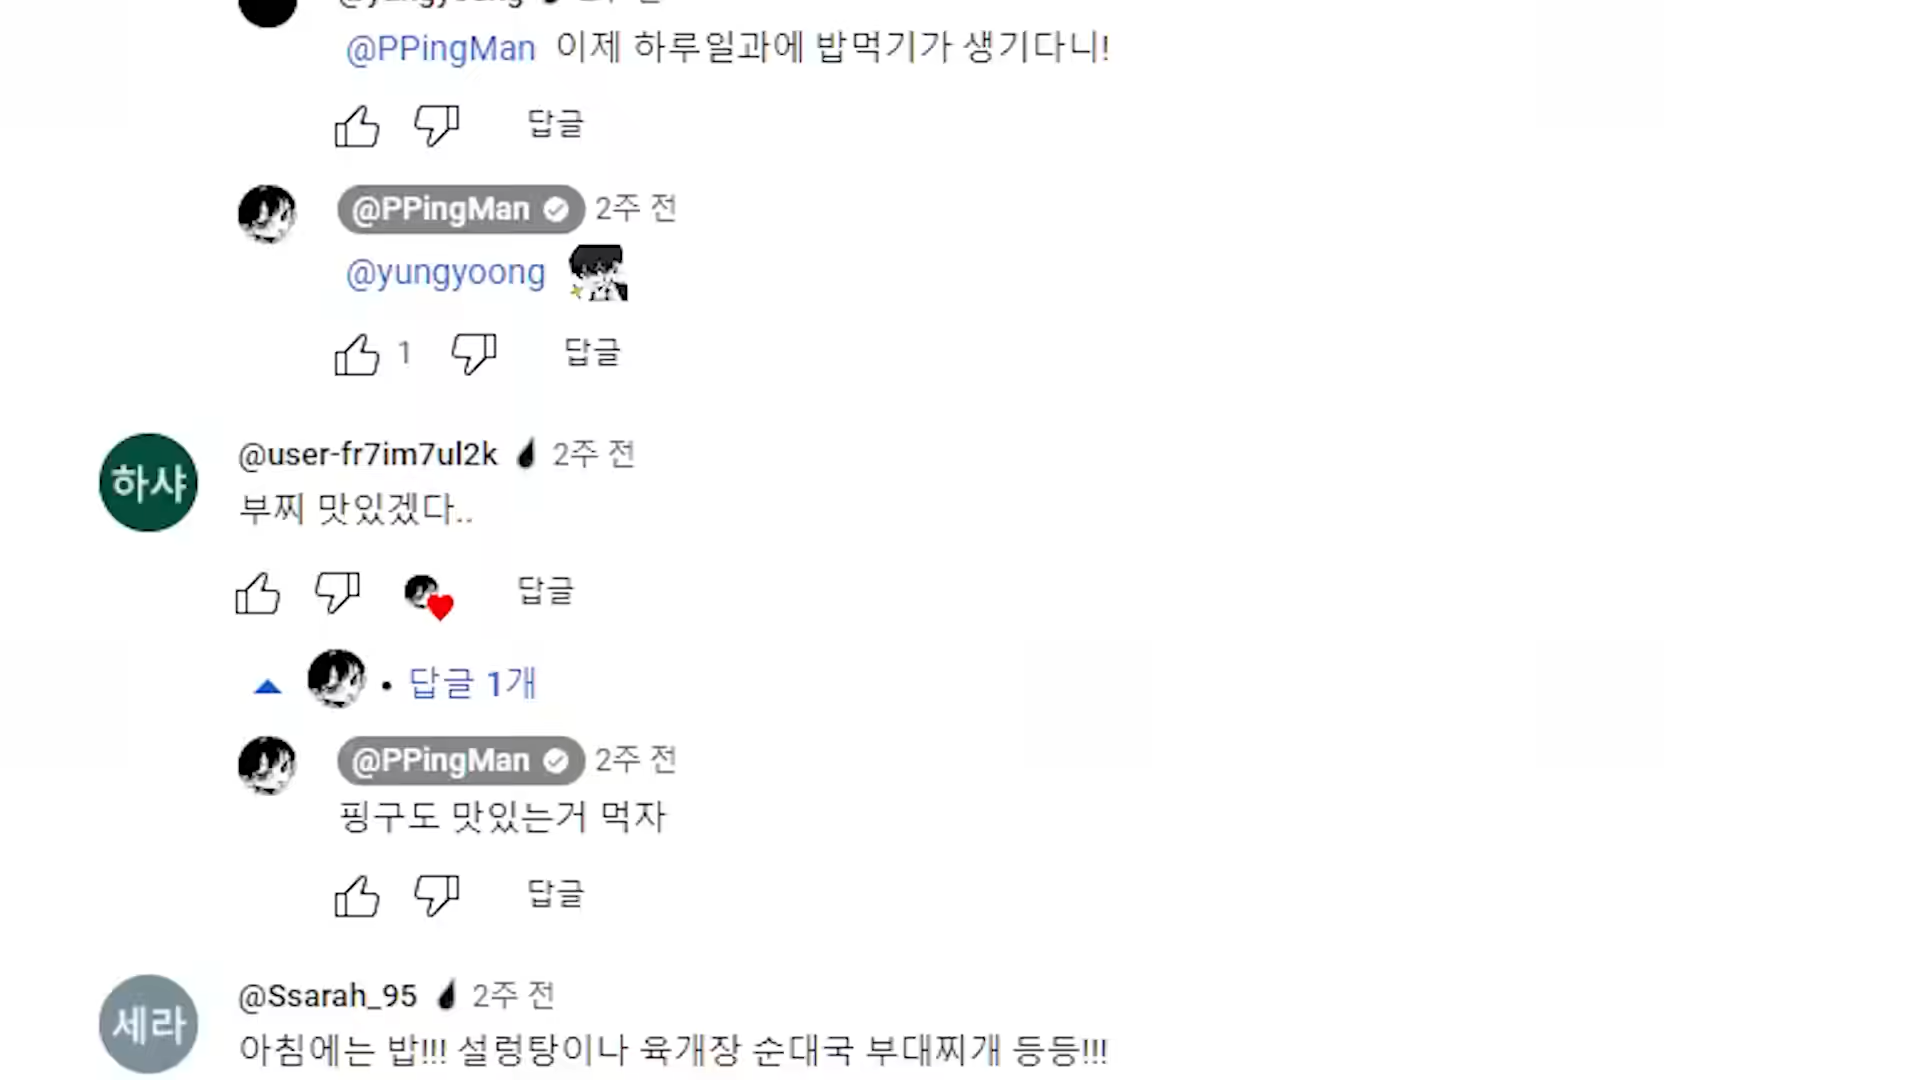 @PPingMan 이제 하루일과에 밥먹기가 생기다니!
답글
@PPingMan 2주 전
@yungyoong
1 답글
하샤
@user-fr7im7ul2k 2주 전
부찌 맛있겠다..
답글
답글 1개
@PPingMan 2주 전
핑구도 맛있는거 먹자
답글
세라
@Ssarah_95 2주 전
아침에는 밥!!! 설렁탕이나 육개장 순대국 부대찌개 등등!!!